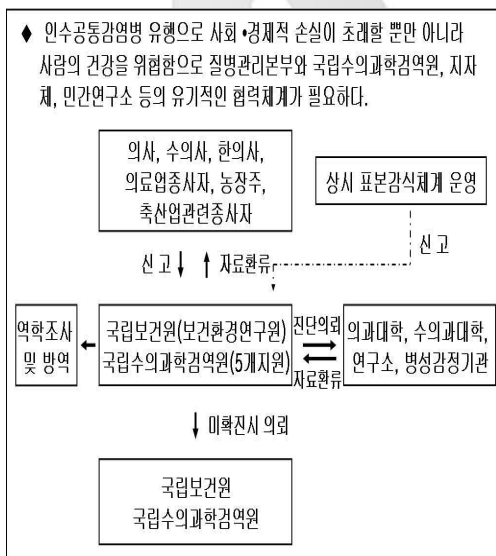 ◆ 인수공통감염병 유행으로 사회•경제적 손실이 초래할 뿐만 아니라
사람의 건강을 위협함으로 질병관리본부와 국립수의과학검역원, 지자
체, 민간연구소 등의 유기적인 협력체계가 필요하다.
의사, 수의사, 한의사,
의료업종사자, 농장주,
축산업관련종사자
상시 표본감식체계 운영
신 고
자료환류
신 고
역학조사
및 방역
국립보건원(보건환경연구원)
국립수의과학검역원(5개지원)
진단의뢰
자료환류
의과대학, 수의과대학,
연구소, 병성감정기관
미확진시 의뢰
국립보건원
국립수의과학검역원